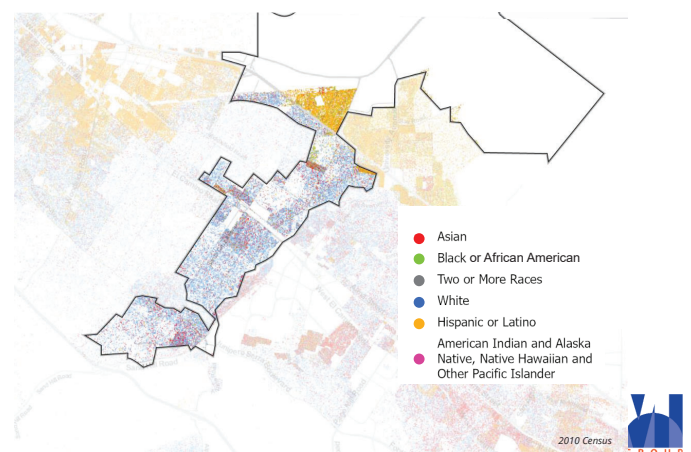 Asian
Black or African American
Two or More Races
White
Hispanic or Latino
American Indian and Alaska
Native, Native Hawaiian and
Other Pacific Islander
2010 Census